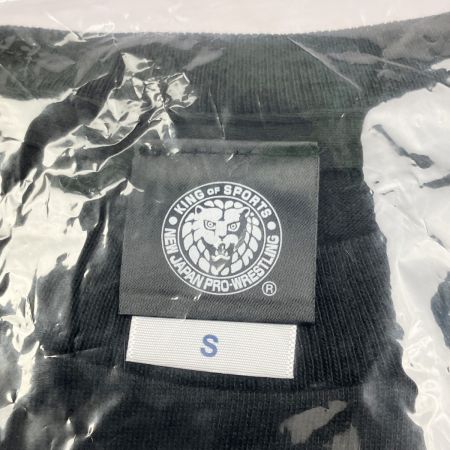 KING OF SPORTS
NEW JAPAN PRO-WRESTLING
®
S